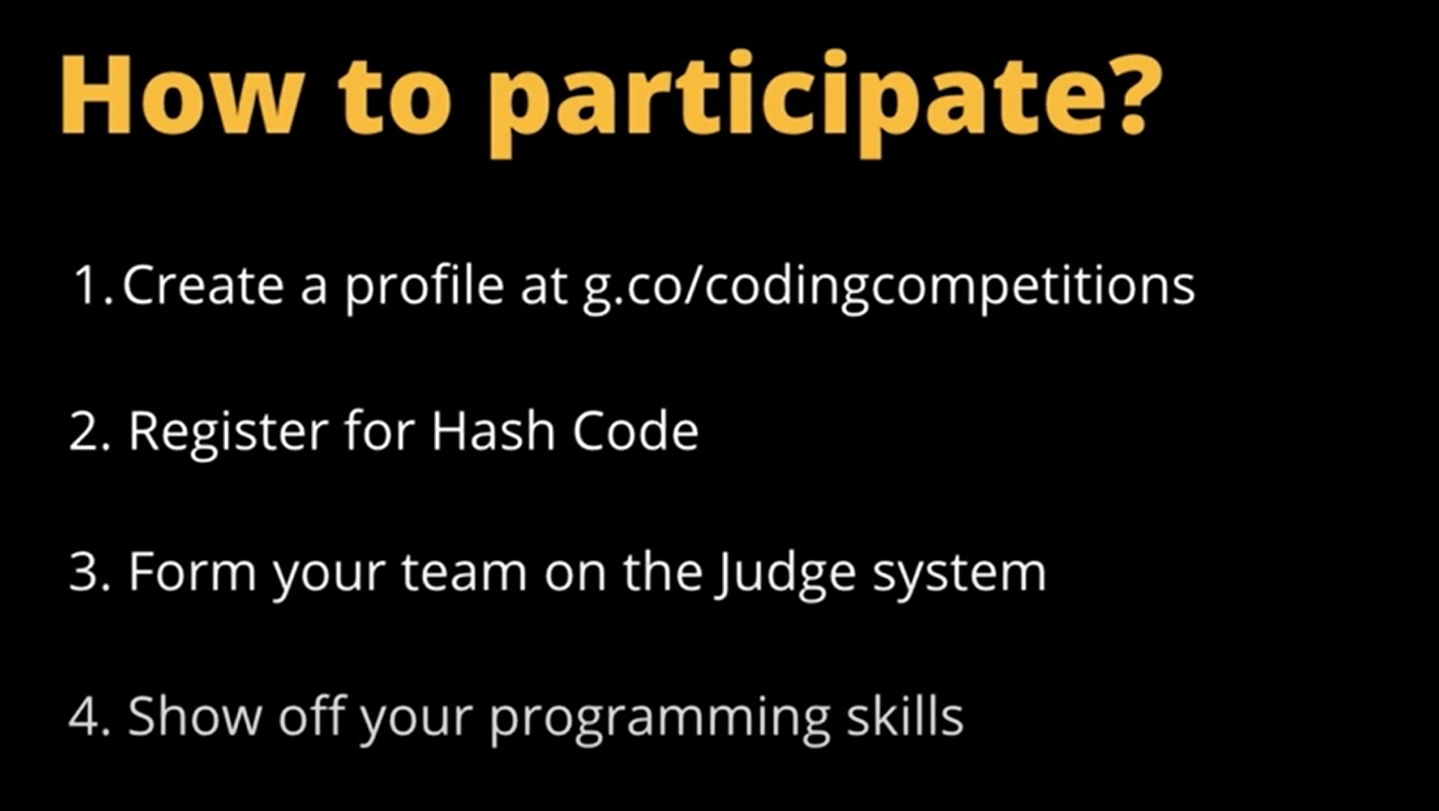 How to participate?
1. Create a profile at g.co/codingcompetitions
2. Register for Hash Code
3. Form your team on the Judge system
4. Show off your programming skills